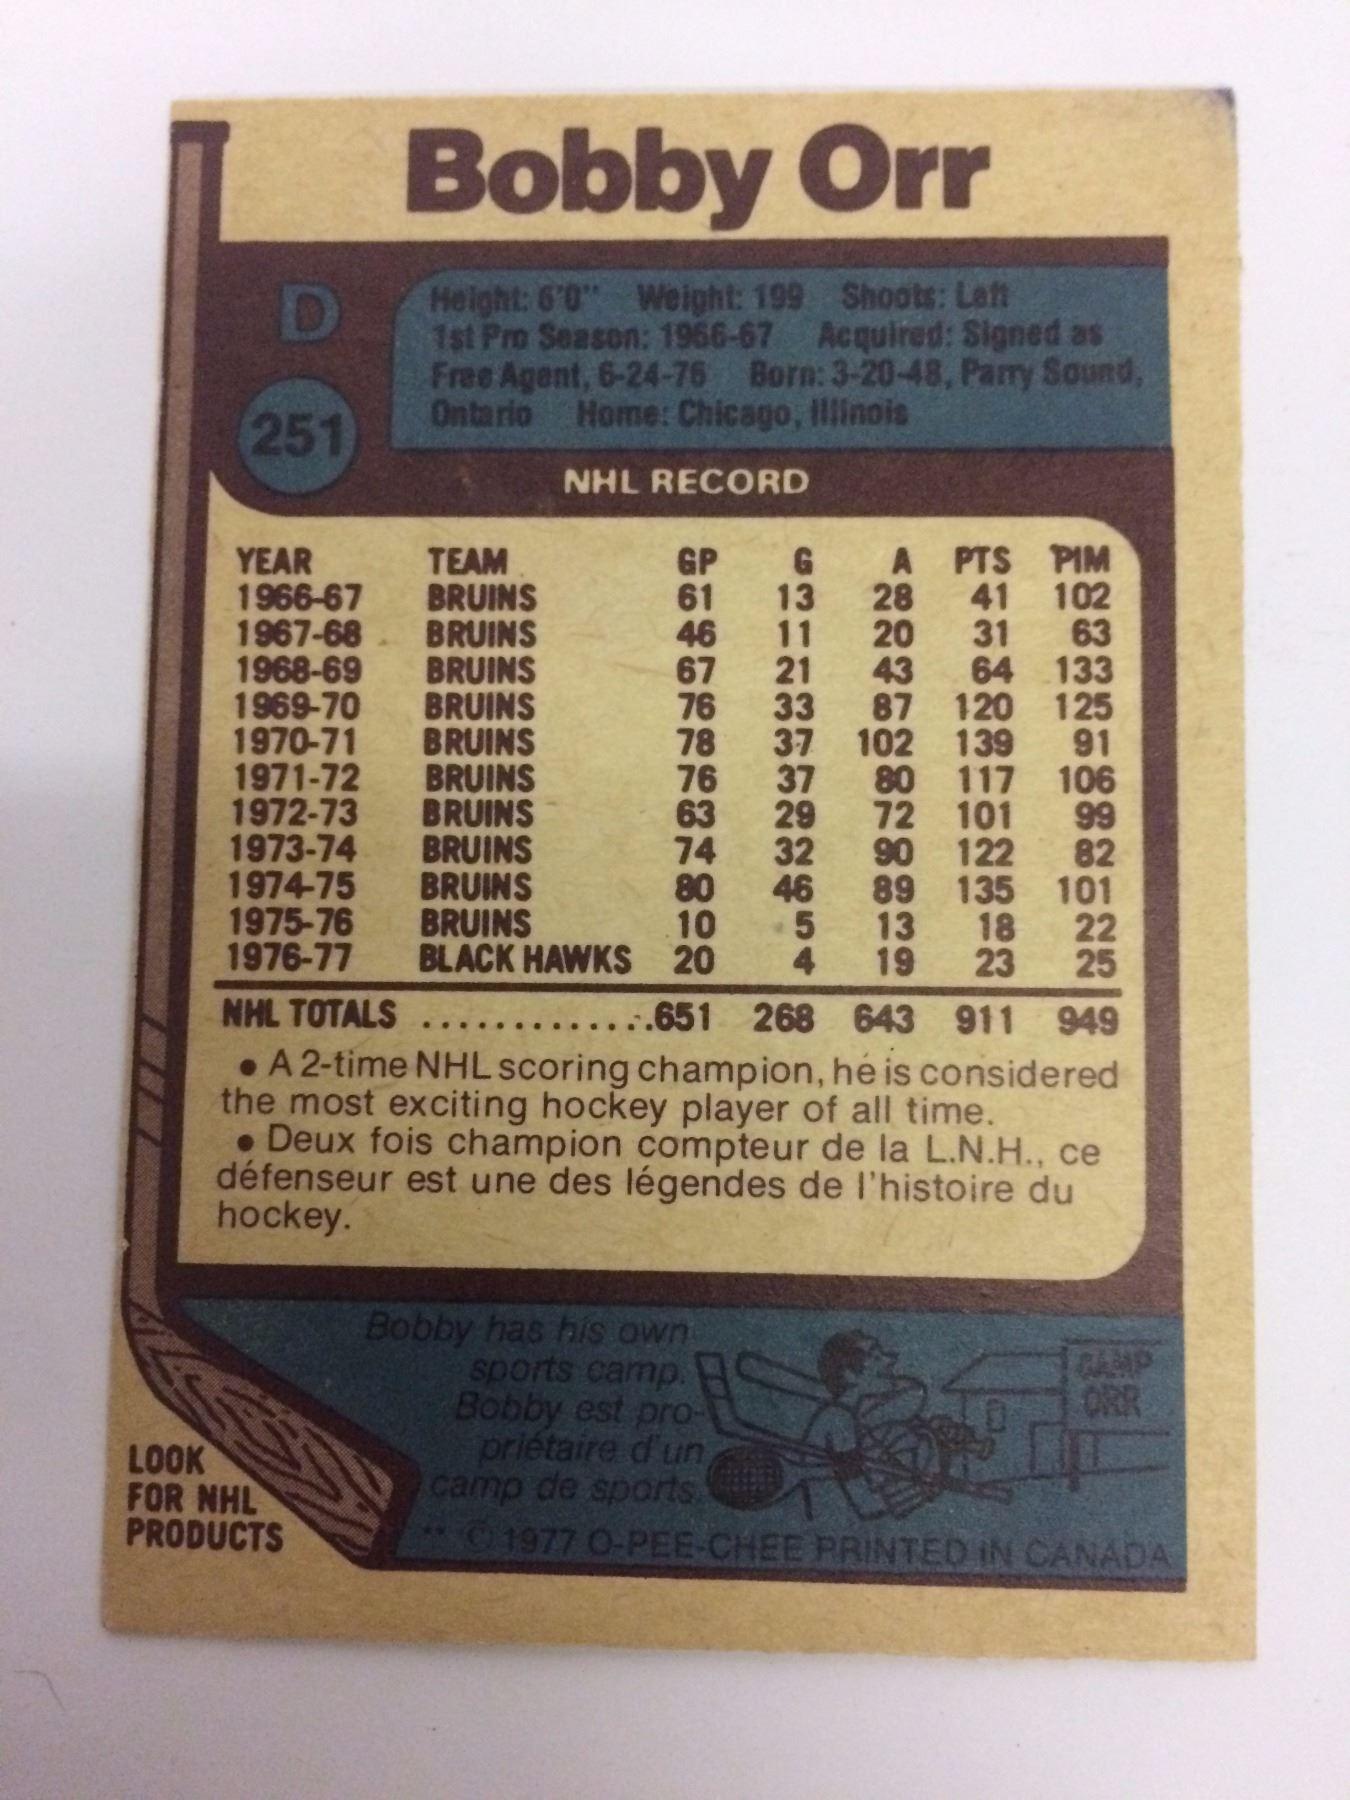 Bobby Orr
D
251
Height: 6'0" Weight: 199 Shoots: Left
1st Pro Season: 1966-67 Acquired: Signed as
Free Agent, 6-24-76 Born: 3-20-48, Parry Sound,
Ontario Home: Chicago, Illinois
NHL RECORD
YEAR TEAM GP G A PTS PIM
1966-67 BRUINS 61 13 28 41 102
1967-68 BRUINS 46 11 20 31 63
1968-69 BRUINS 67 21 43 64 133
1969-70 BRUINS 76 33 87 120 125
1970-71 BRUINS 78 37 102 139 91
1971-72 BRUINS 76 37 80 117 106
1972-73 BRUINS 63 29 72 101 99
1973-74 BRUINS 74 32 90 122 82
1974-75 BRUINS 80 46 89 135 101
1975-76 BRUINS 10 5 13 18 22
1976-77 BLACK HAWKS 20 4 19 23 25
NHL TOTALS ..............651 268 643 911 949
• A 2-time NHL scoring champion, he is considered
the most exciting hockey player of all time.
• Deux fois champion compteur de la L.N.H., ce
défenseur est une des légendes de l'histoire du
hockey.
Bobby has his own
sports camp.
Bobby est pro-
priétaire d'un
camp de sports.
CAMP
ORR
LOOK
FOR NHL
PRODUCTS
** © 1977 O-PEE-CHEE PRINTED IN CANADA